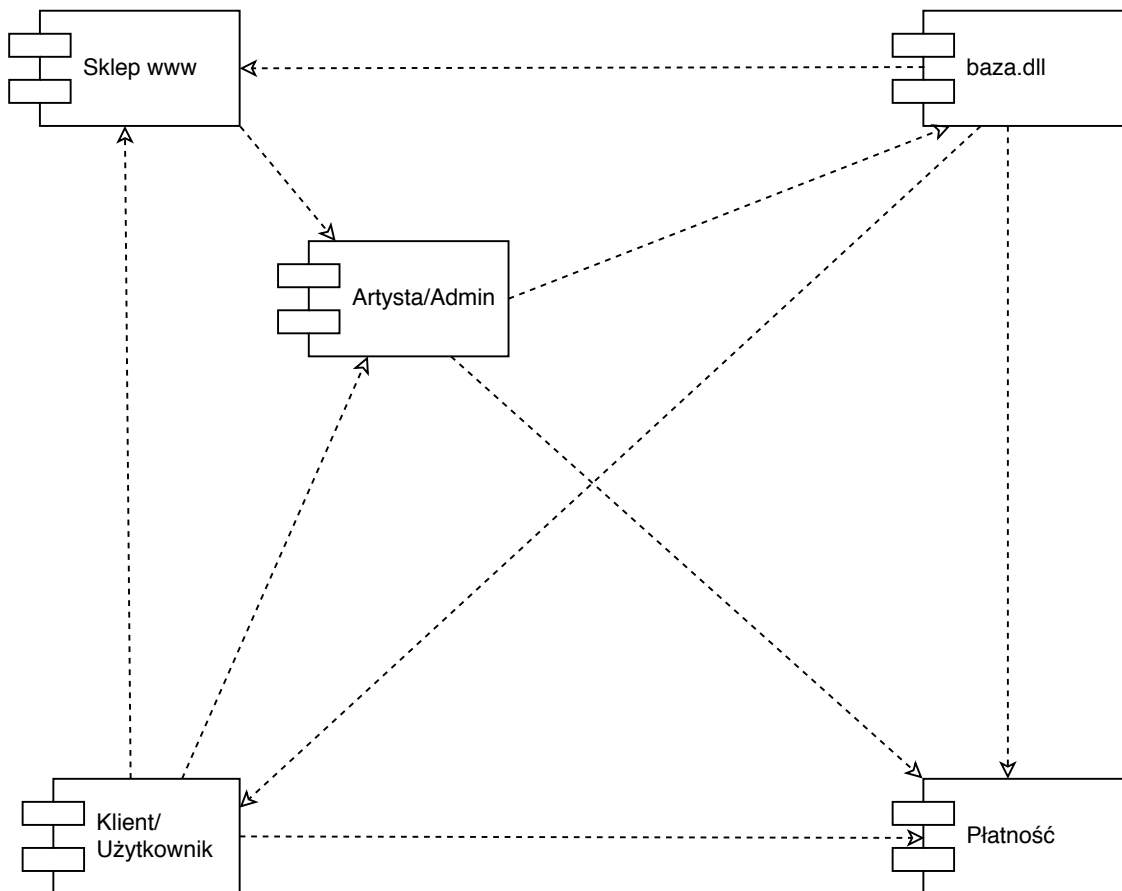 Sklep www
baza.dll
Artysta/Admin
Klient/
Użytkownik
Płatność